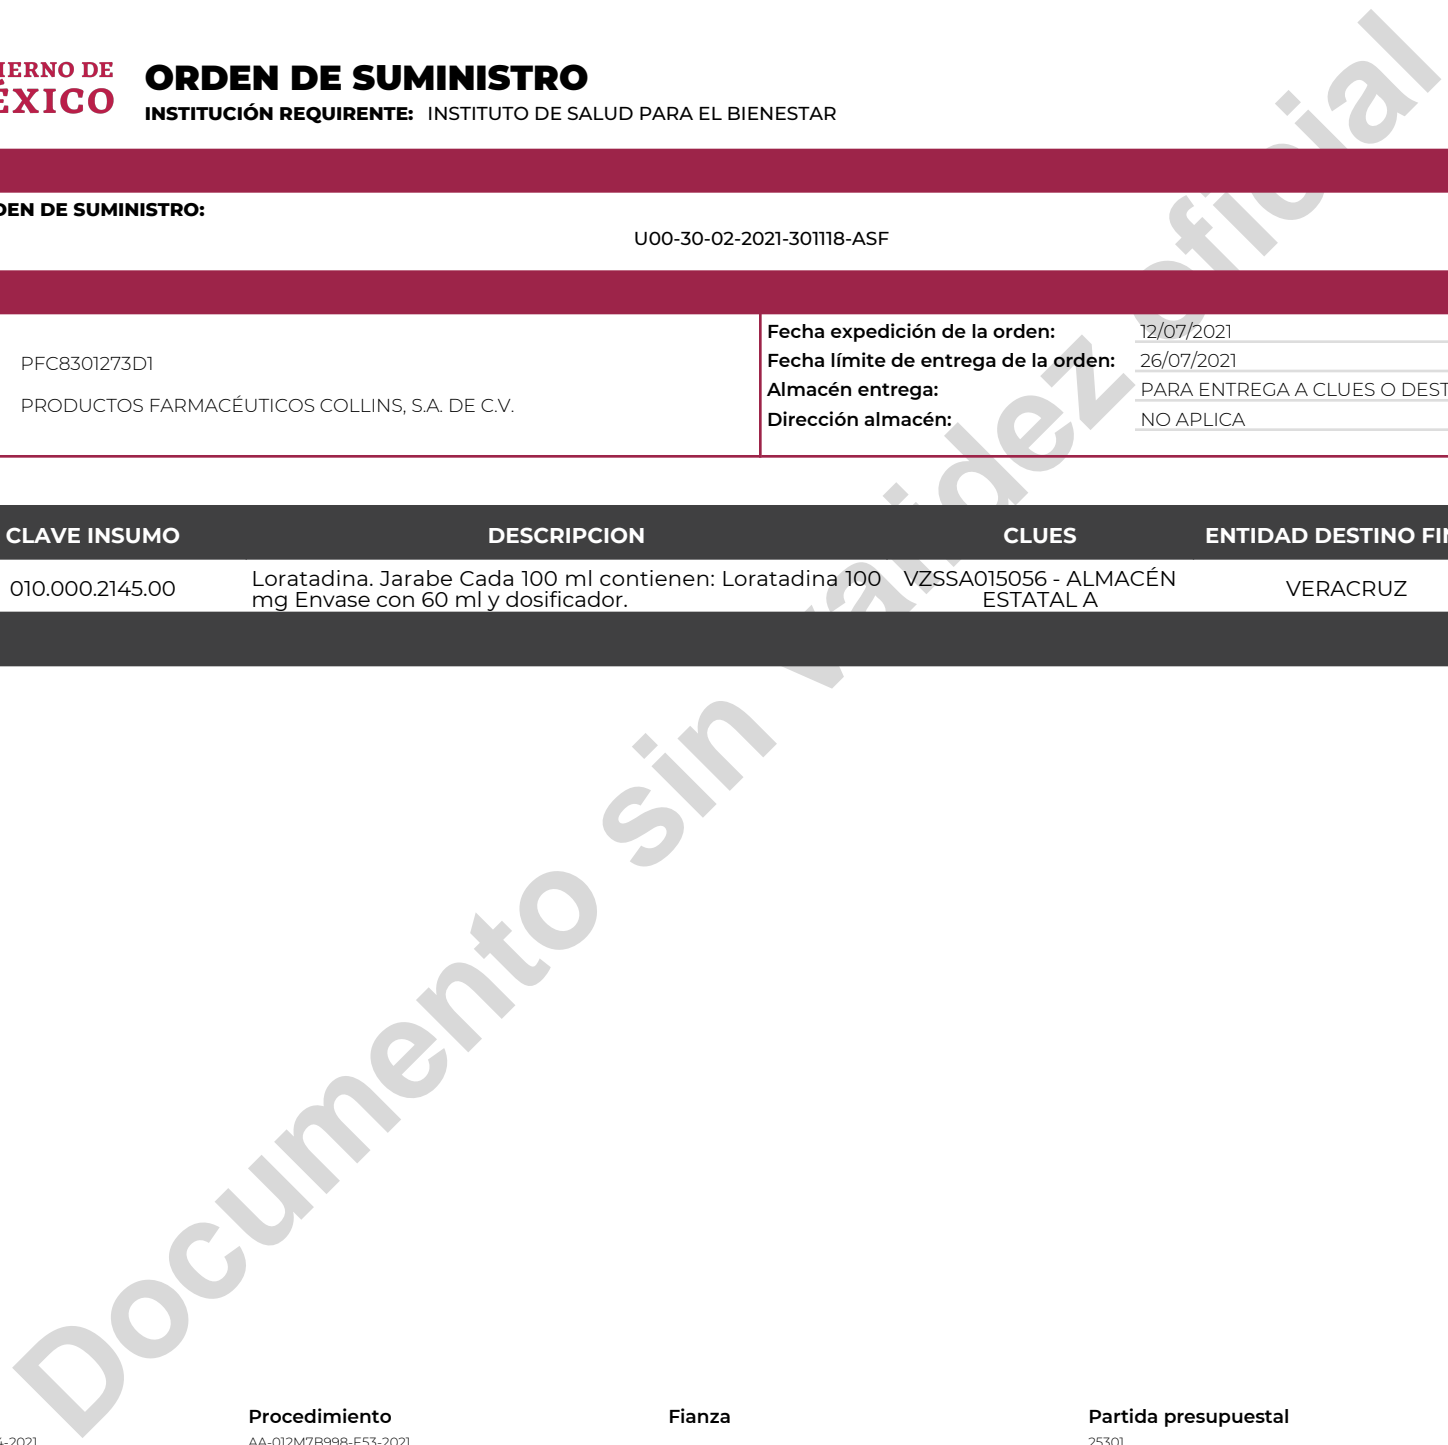 ORDEN DE SUMINISTRO
INSTITUCIÓN REQUIRENTE: INSTITUTO DE SALUD PARA EL BIENESTAR
IERNO DE
ÉXICO
DEN DE SUMINISTRO:
U00-30-02-2021-301118-ASF
PFC8301273D1
PRODUCTOS FARMACÉUTICOS COLLINS, S.A. DE C.V.
Fecha expedición de la orden: 12/07/2021
Fecha límite de entrega de la orden: 26/07/2021
Almacén entrega: PARA ENTREGA A CLUES O DEST
Dirección almacén: NO APLICA
CLAVE INSUMO DESCRIPCION CLUES ENTIDAD DESTINO FIN
010.000.2145.00
Loratadina. Jarabe Cada 100 ml contienen: Loratadina 100
mg Envase con 60 ml y dosificador.
VZSSA015056 - ALMACÉN
ESTATAL A
VERACRUZ
Documento sin validez oficial
Procedimiento Fianza Partida presupuestal
4-2021 AA-012M7B998-E53-2021 25301